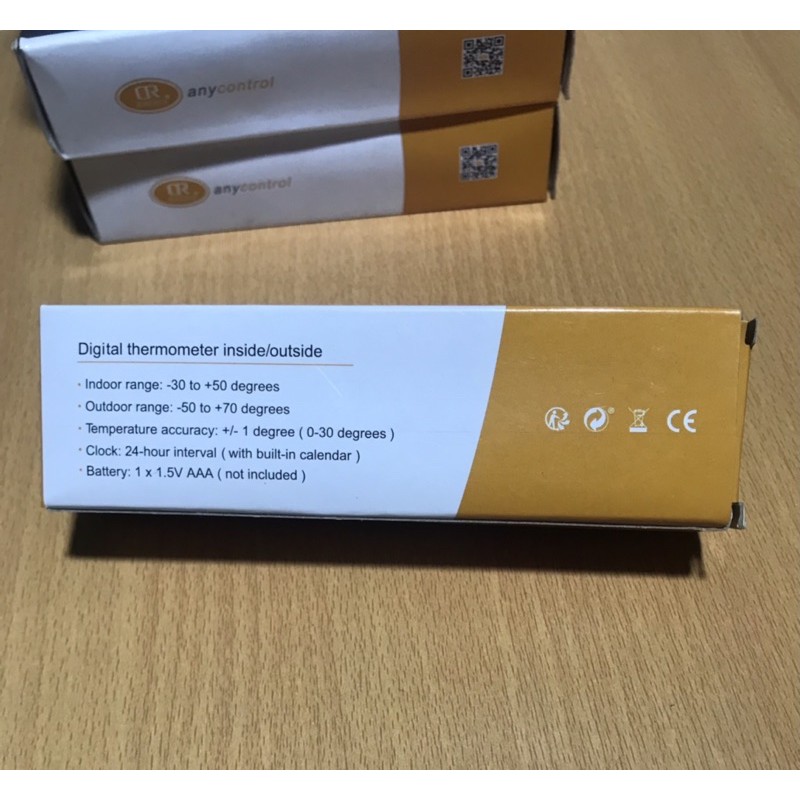 anycontrol
anycontrol
Digital thermometer inside/outside
· Indoor range: -30 to +50 degrees
· Outdoor range: -50 to +70 degrees
· Temperature accuracy: +/- 1 degree ( 0-30 degrees )
· Clock: 24-hour interval ( with built-in calendar )
· Battery: 1 x 1.5V AAA ( not included )
CE